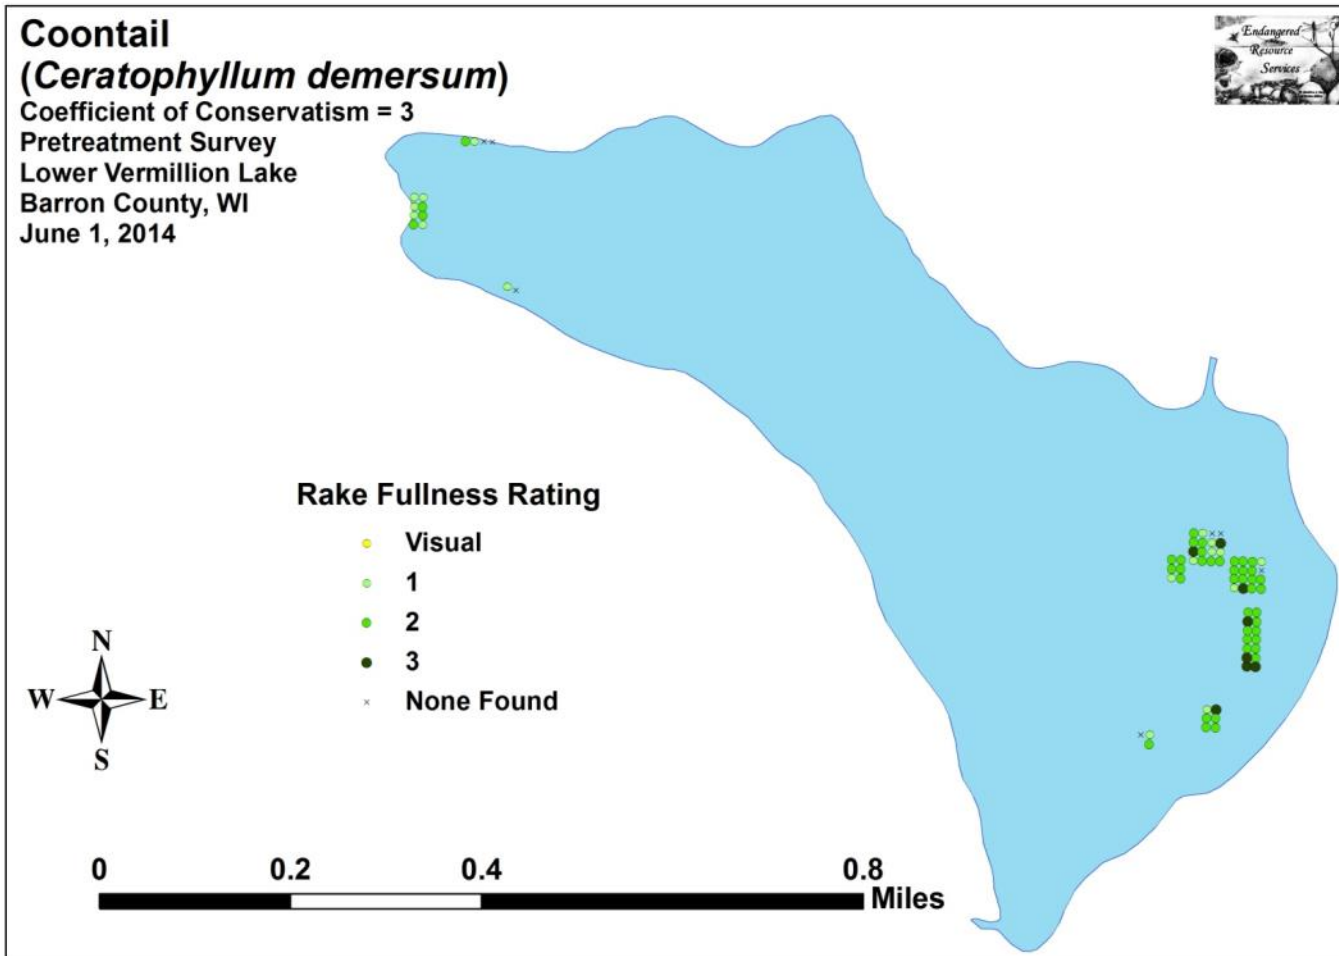 Coontail
(Ceratophyllum demersum)
Coefficient of Conservatism = 3
Pretreatment Survey
Lower Vermillion Lake
Barron County, WI
June 1, 2014
Endangered
Resource
Services
Rake Fullness Rating
Visual
1
2
3
None Found
N
W E
S
0 0.2 0.4 0.8
Miles